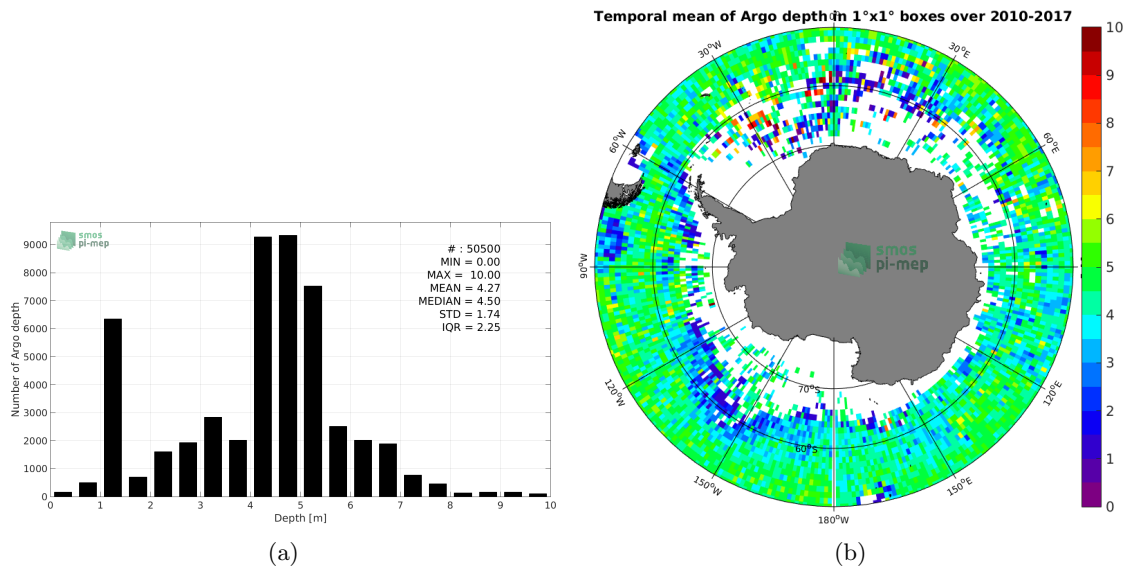 Temporal mean of Argo depth in 1°x1° boxes over 2010-2017
smos
pi-mep
# : 50500
MIN = 0.00
MAX = 10.00
MEAN = 4.27
MEDIAN = 4.50
STD = 1.74
IQR = 2.25
Number of Argo depth
9000
8000
7000
6000
5000
4000
3000
2000
1000
0
0 1 2 3 4 5 6 7 8 9 10
Depth [m]
(a)
30°W
30°E
60°W
60°E
90°W
smos
pi-mep
120°W
120°E
70°S
60°S
150°W
150°E
180°W
10
9
8
7
6
5
4
3
2
1
0
(b)